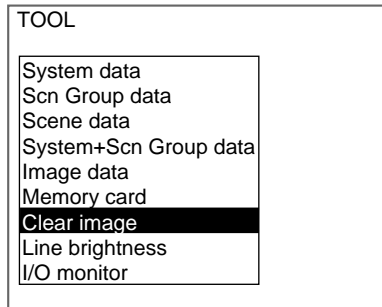 TOOL
System data
Scn Group data
Scene data
System+Scn Group data
Image data
Memory card
Clear image
Line brightness
I/O monitor